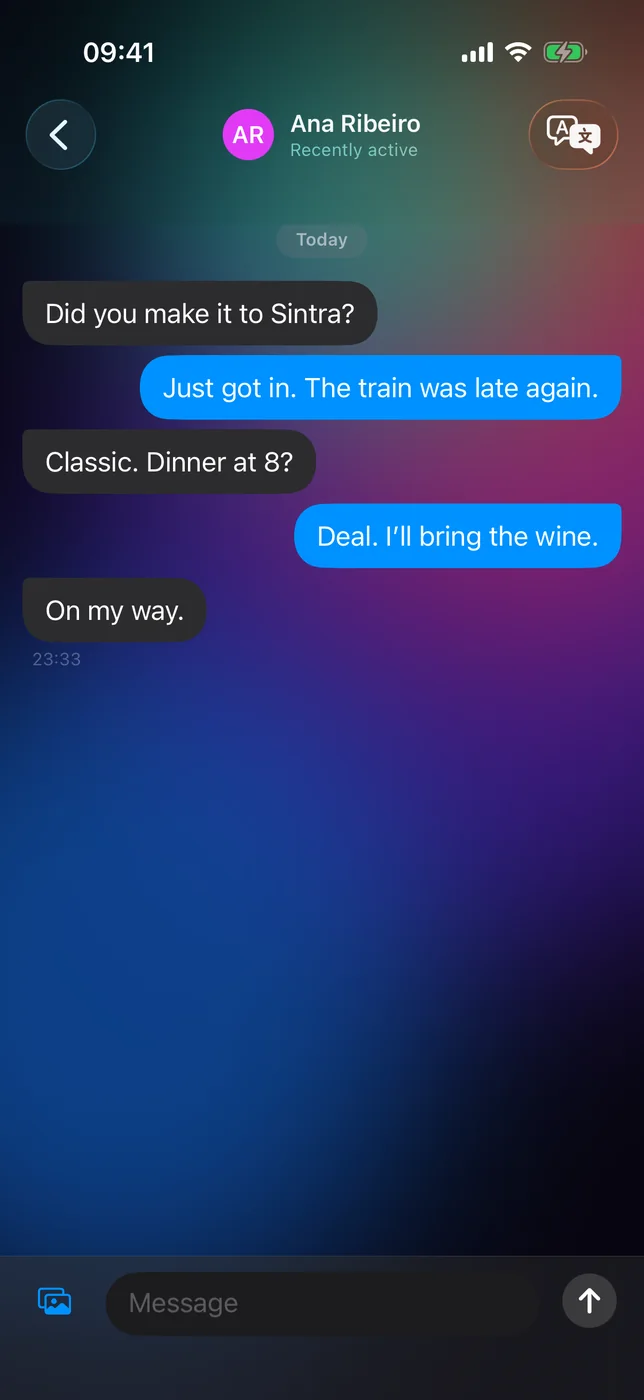 09:41
AR
Ana Ribeiro
Recently active
A 文
Today
Did you make it to Sintra?
Just got in. The train was late again.
Classic. Dinner at 8?
Deal. I’ll bring the wine.
On my way.
23:33
Message